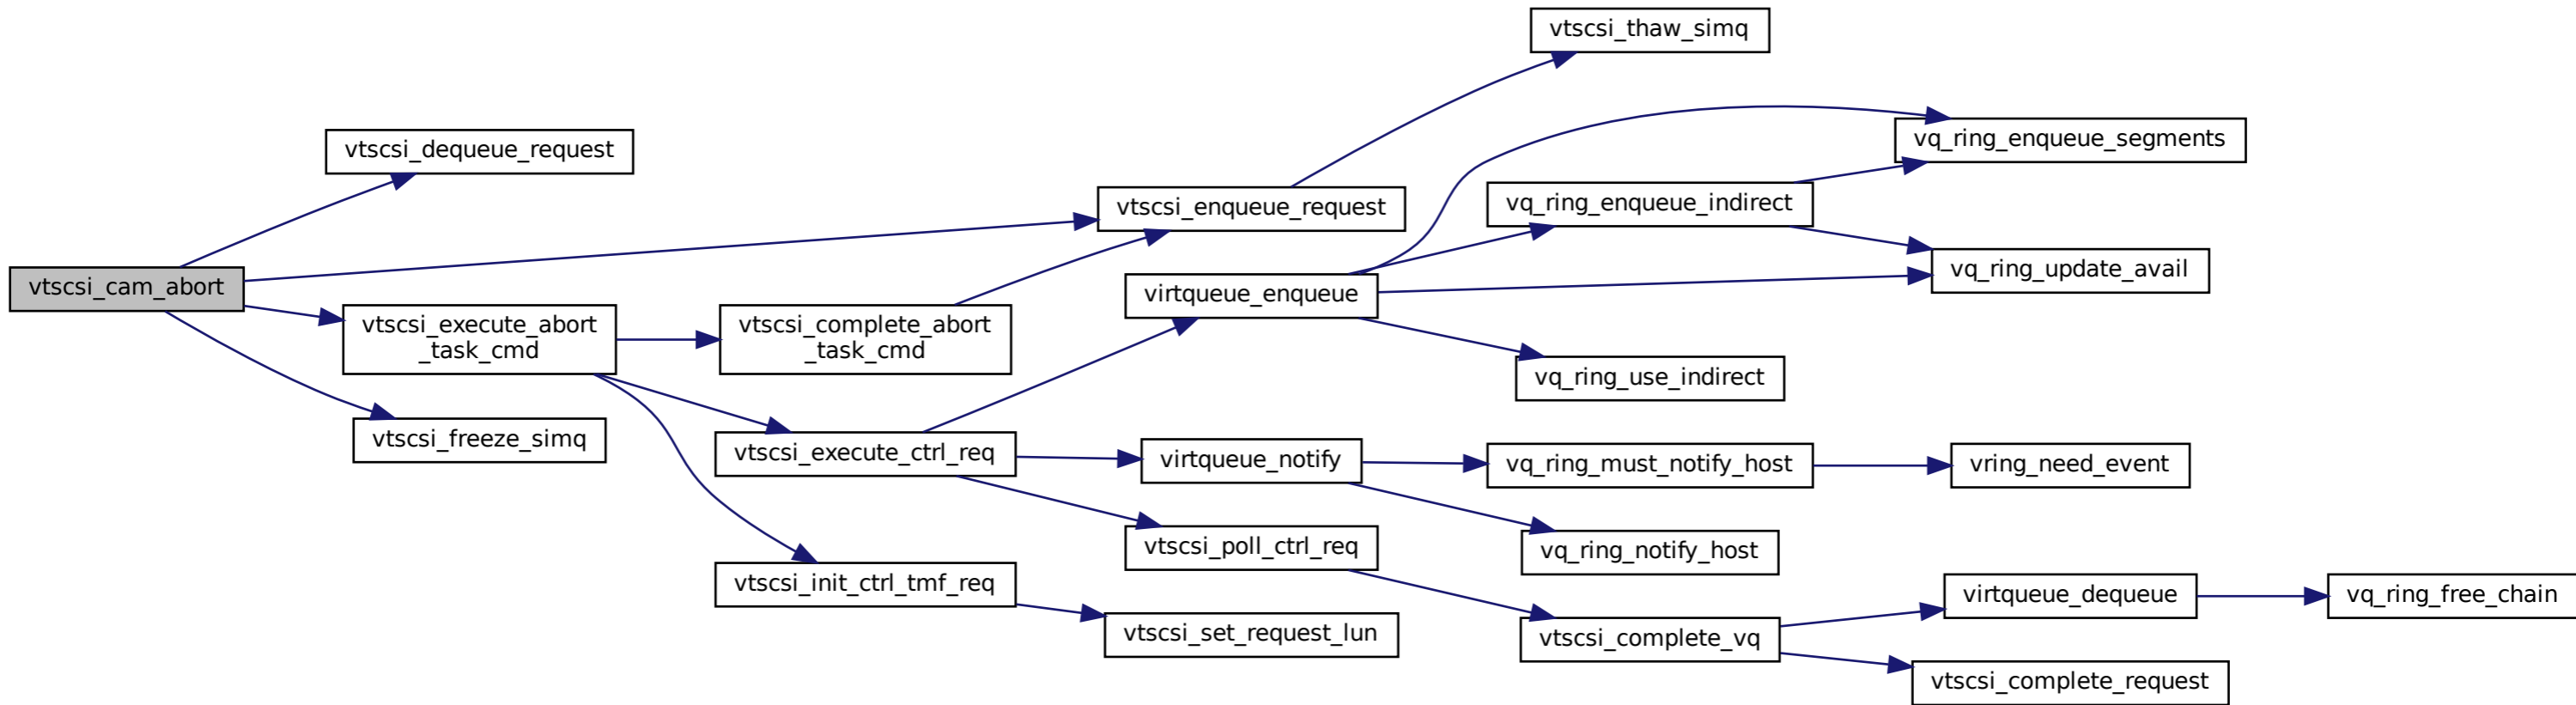 vtscsi_cam_abort
vtscsi_dequeue_request
vtscsi_execute_abort
_task_cmd
vtscsi_freeze_simq
vtscsi_complete_abort
_task_cmd
vtscsi_execute_ctrl_req
vtscsi_init_ctrl_tmf_req
vtscsi_enqueue_request
virtqueue_enqueue
virtqueue_notify
vtscsi_poll_ctrl_req
vtscsi_set_request_lun
vtscsi_thaw_simq
vq_ring_enqueue_indirect
vq_ring_use_indirect
vq_ring_must_notify_host
vq_ring_notify_host
vtscsi_complete_vq
vq_ring_enqueue_segments
vq_ring_update_avail
vring_need_event
virtqueue_dequeue
vtscsi_complete_request
vq_ring_free_chain